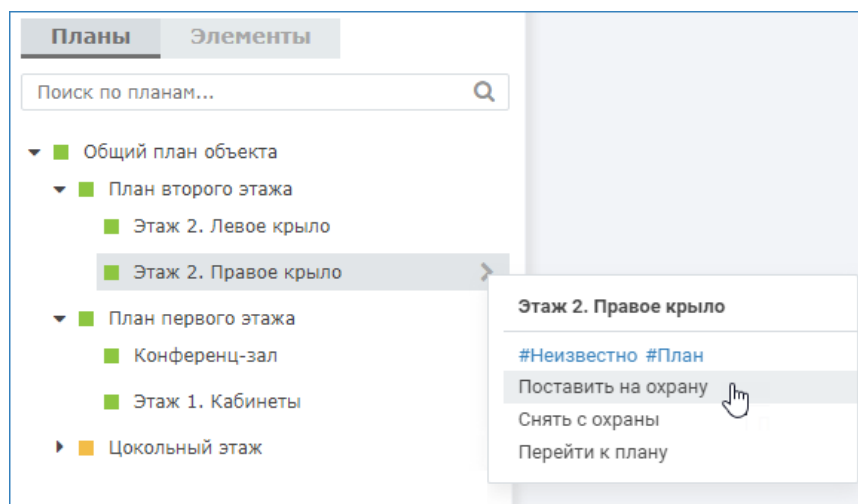 Планы Элементы
Поиск по планам...
Общий план объекта
План второго этажа
Этаж 2. Левое крыло
Этаж 2. Правое крыло
План первого этажа
Конференц-зал
Этаж 1. Кабинеты
Цокольный этаж
Этаж 2. Правое крыло
#Неизвестно #План
Поставить на охрану
Снять с охраны
Перейти к плану